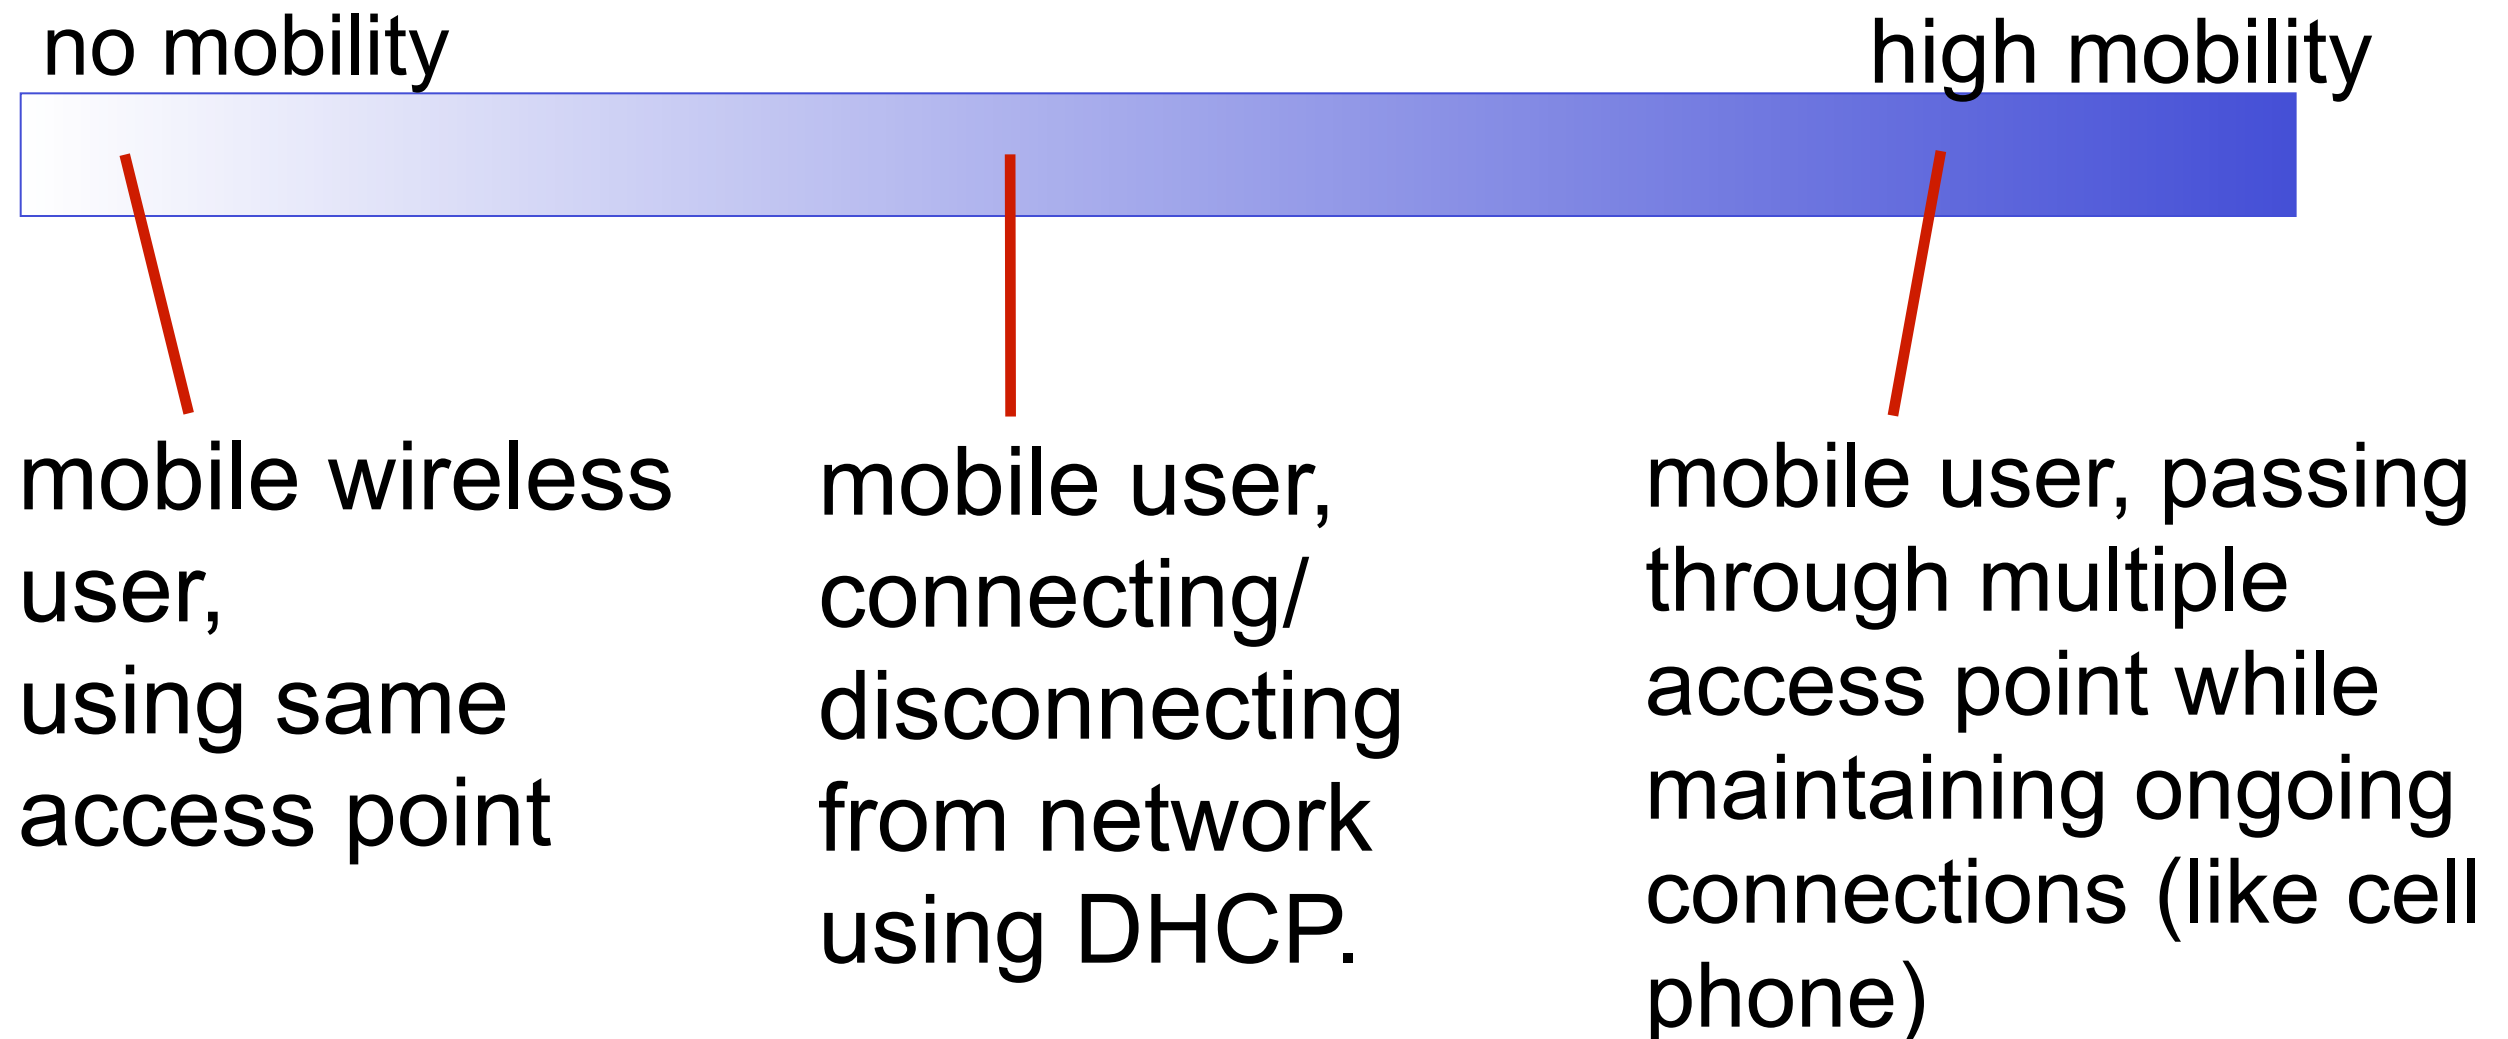 no mobility
high mobility
mobile wireless
user,
using same
access point
mobile user,
connecting/
disconnecting
from network
using DHCP.
mobile user, passing
through multiple
access point while
maintaining ongoing
connections (like cell
phone)